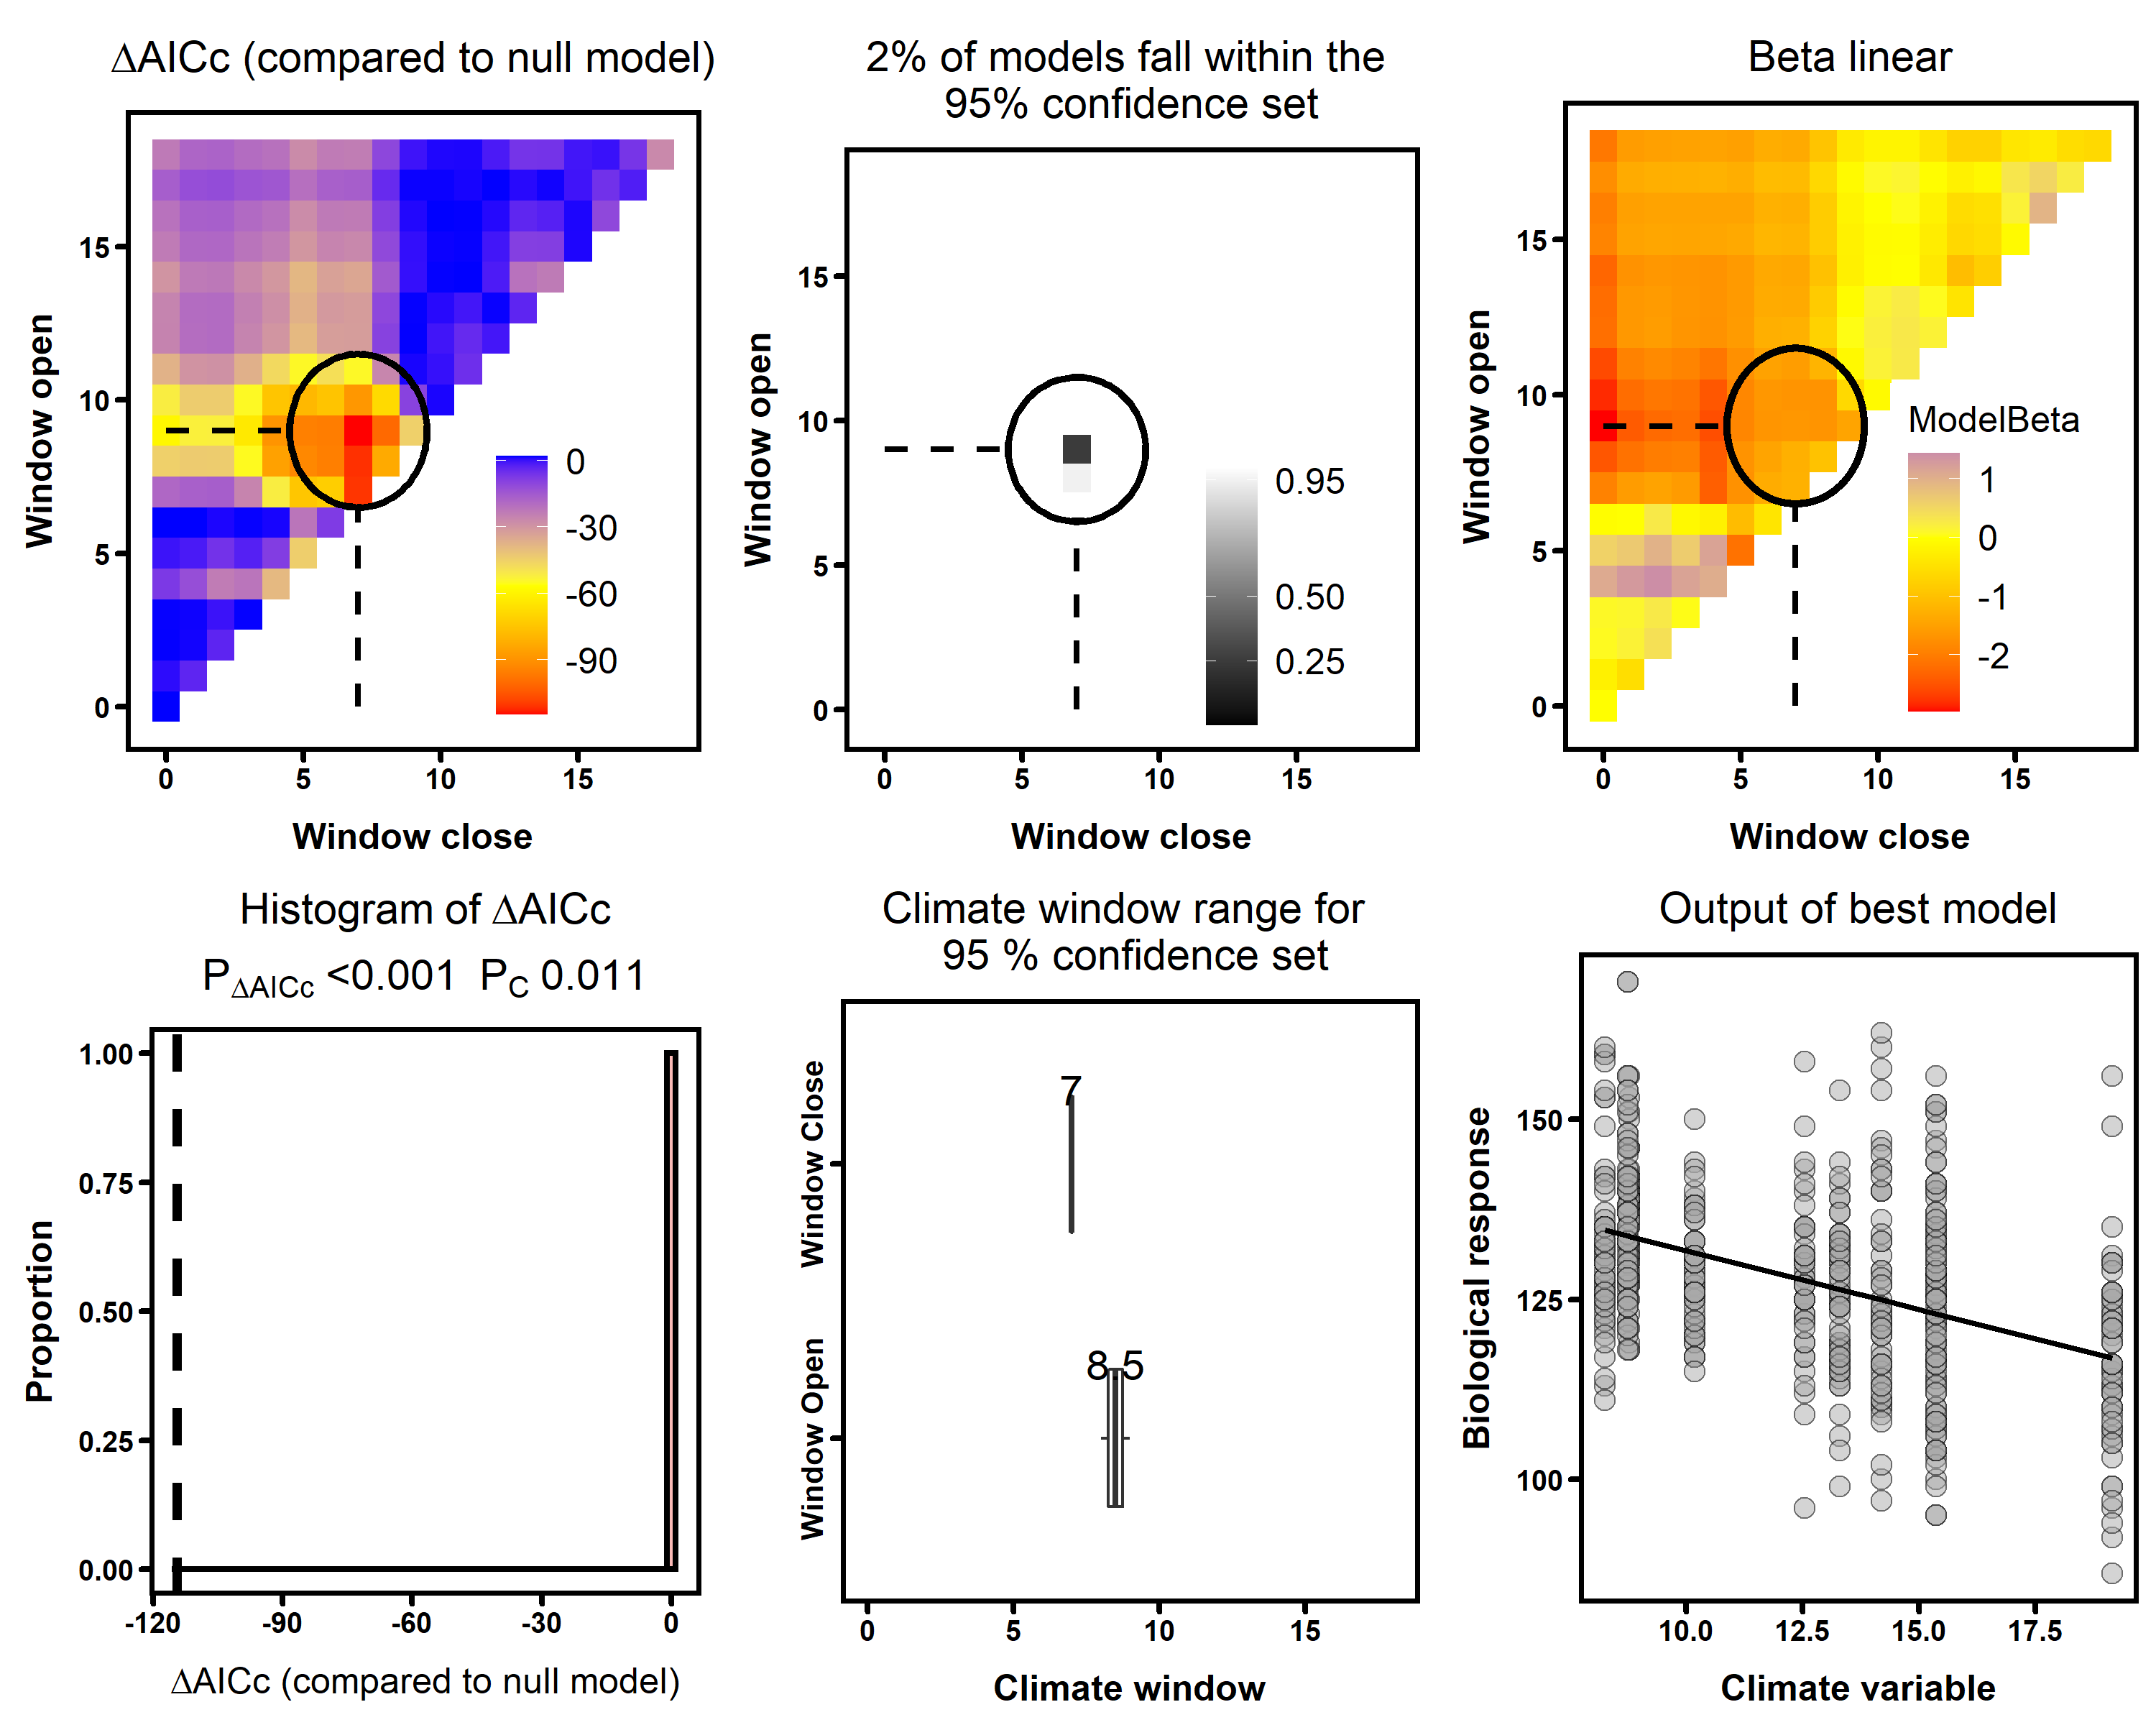 ΔAICc (compared to null model)
Window open
15
10
5
0
0
-30
-60
-90
0
5
10
15
Window close
2% of models fall within the
95% confidence set
Window open
15
10
5
0
0.95
0.50
0.25
0
5
10
15
Window close
Beta linear
Window open
15
10
5
0
ModelBeta
1
0
-1
-2
0
5
10
15
Window close
Histogram of ΔAICc
PΔAICc <0.001 PC 0.011
Proportion
1.00
0.75
0.50
0.25
0.00
-120
-90
-60
-30
0
ΔAICc (compared to null model)
Climate window range for
95 % confidence set
Window Close
Window Open
7
8.5
0
5
10
15
Climate window
Output of best model
Biological response
150
125
100
10.0
12.5
15.0
17.5
Climate variable